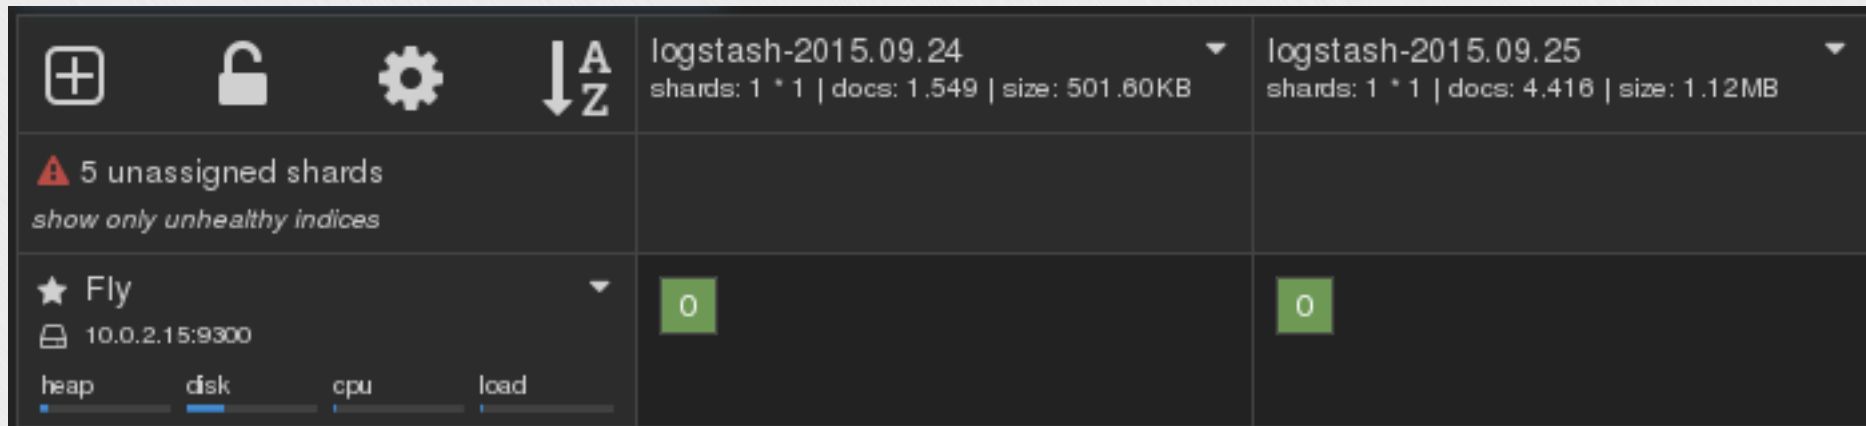 A
Z
logstash-2015.09.24
shards: 1 * 1 | docs: 1.549 | size: 501.60KB
logstash-2015.09.25
shards: 1 * 1 | docs: 4.416 | size: 1.12MB
5 unassigned shards
show only unhealthy indices
Fly
10.0.2.15:9300
heap disk cpu load
0
0